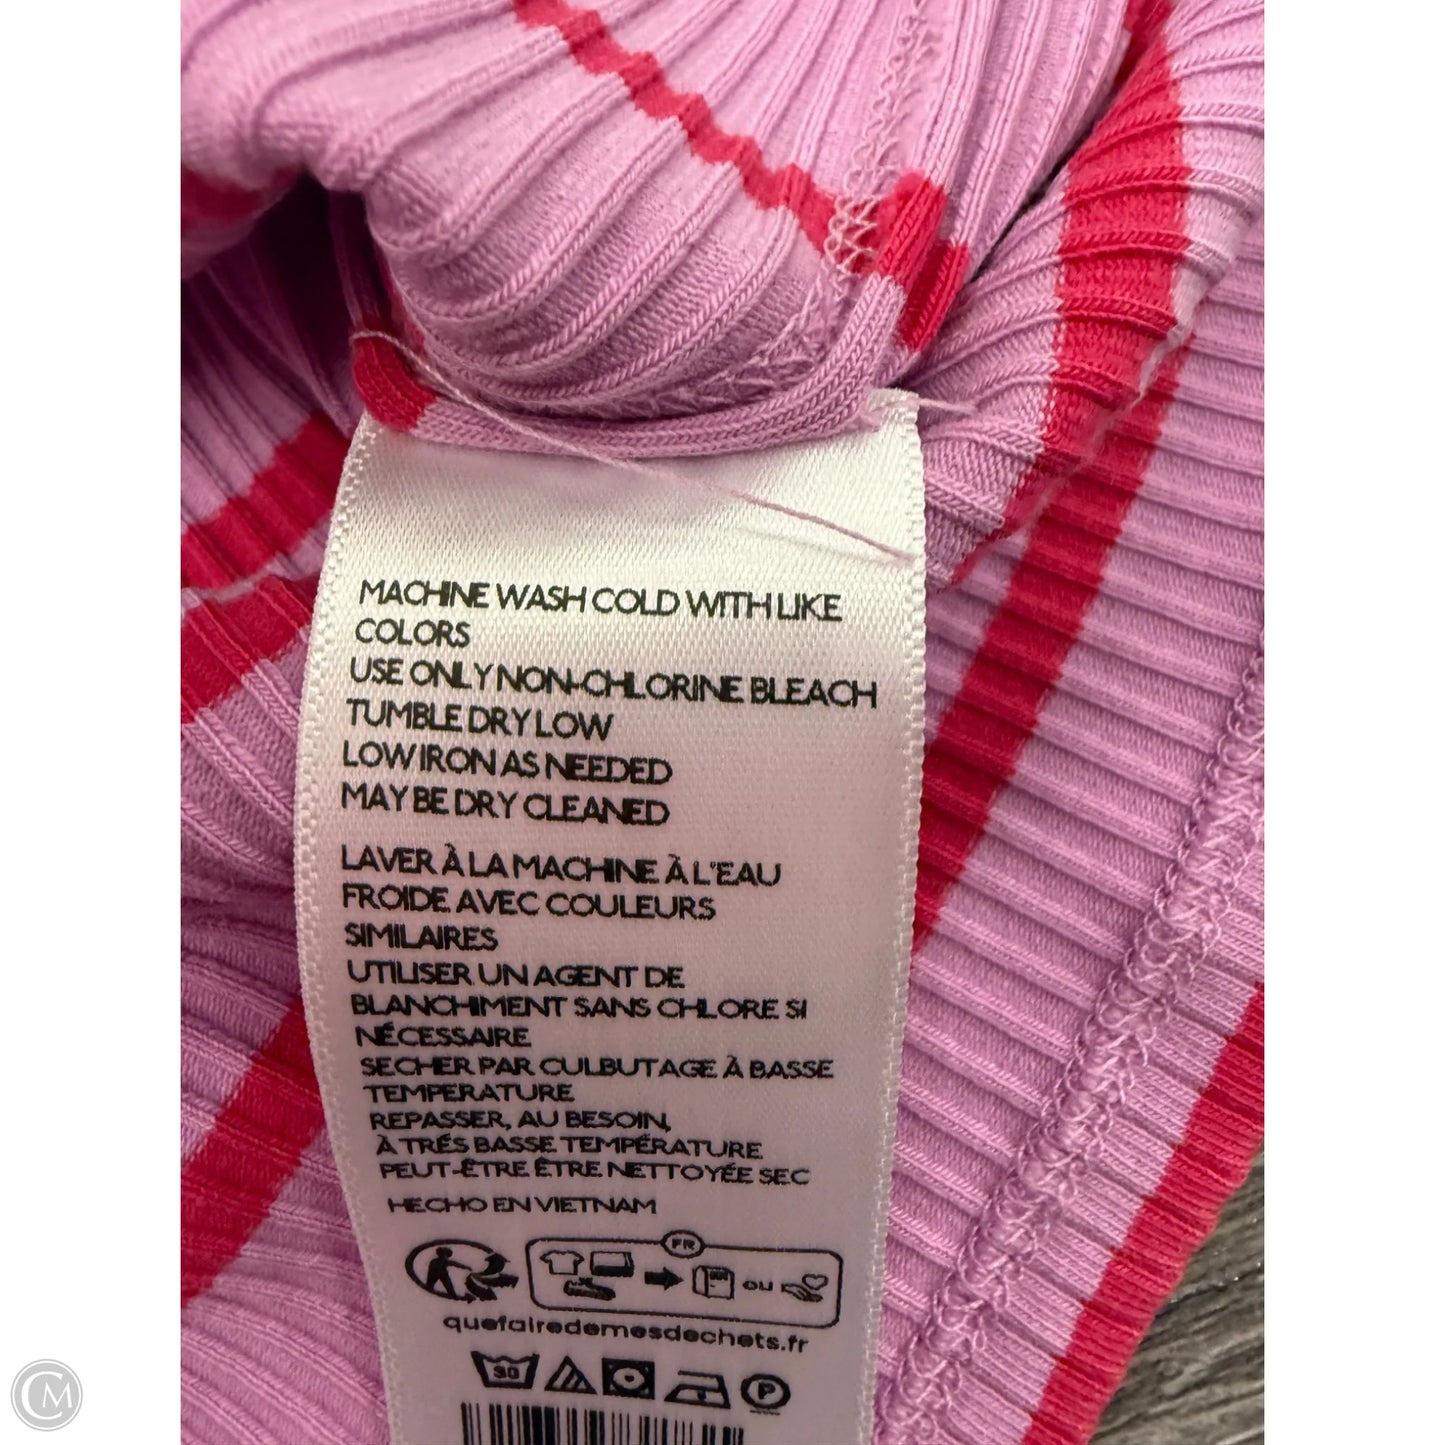 MACHINE WASH COLD WITH LIKE
COLORS
USE ONLY NON-CHLORINE BLEACH
TUMBLE DRY LOW
LOW IRON AS NEEDED
MAY BE DRY CLEANED
LAVER À LA MACHINE À L'EAU
FROIDE AVEC COULEURS
SIMILAIRES
UTILISER UN AGENT DE
BLANCHIMENT SANS CHLORE SI
NÉCESSAIRE
SECHER PAR CULBUTAGE À BASSE
TEMPERATURE
REPASSER, AU BESOIN,
À TRÉS BASSE TEMPÉRATURE
PEUT-ÊTRE ÊTRE NETTOYÉE SEC
HECHO EN VIETNAM
FR
OU
quefairedemesdechets.fr
30
P
CM